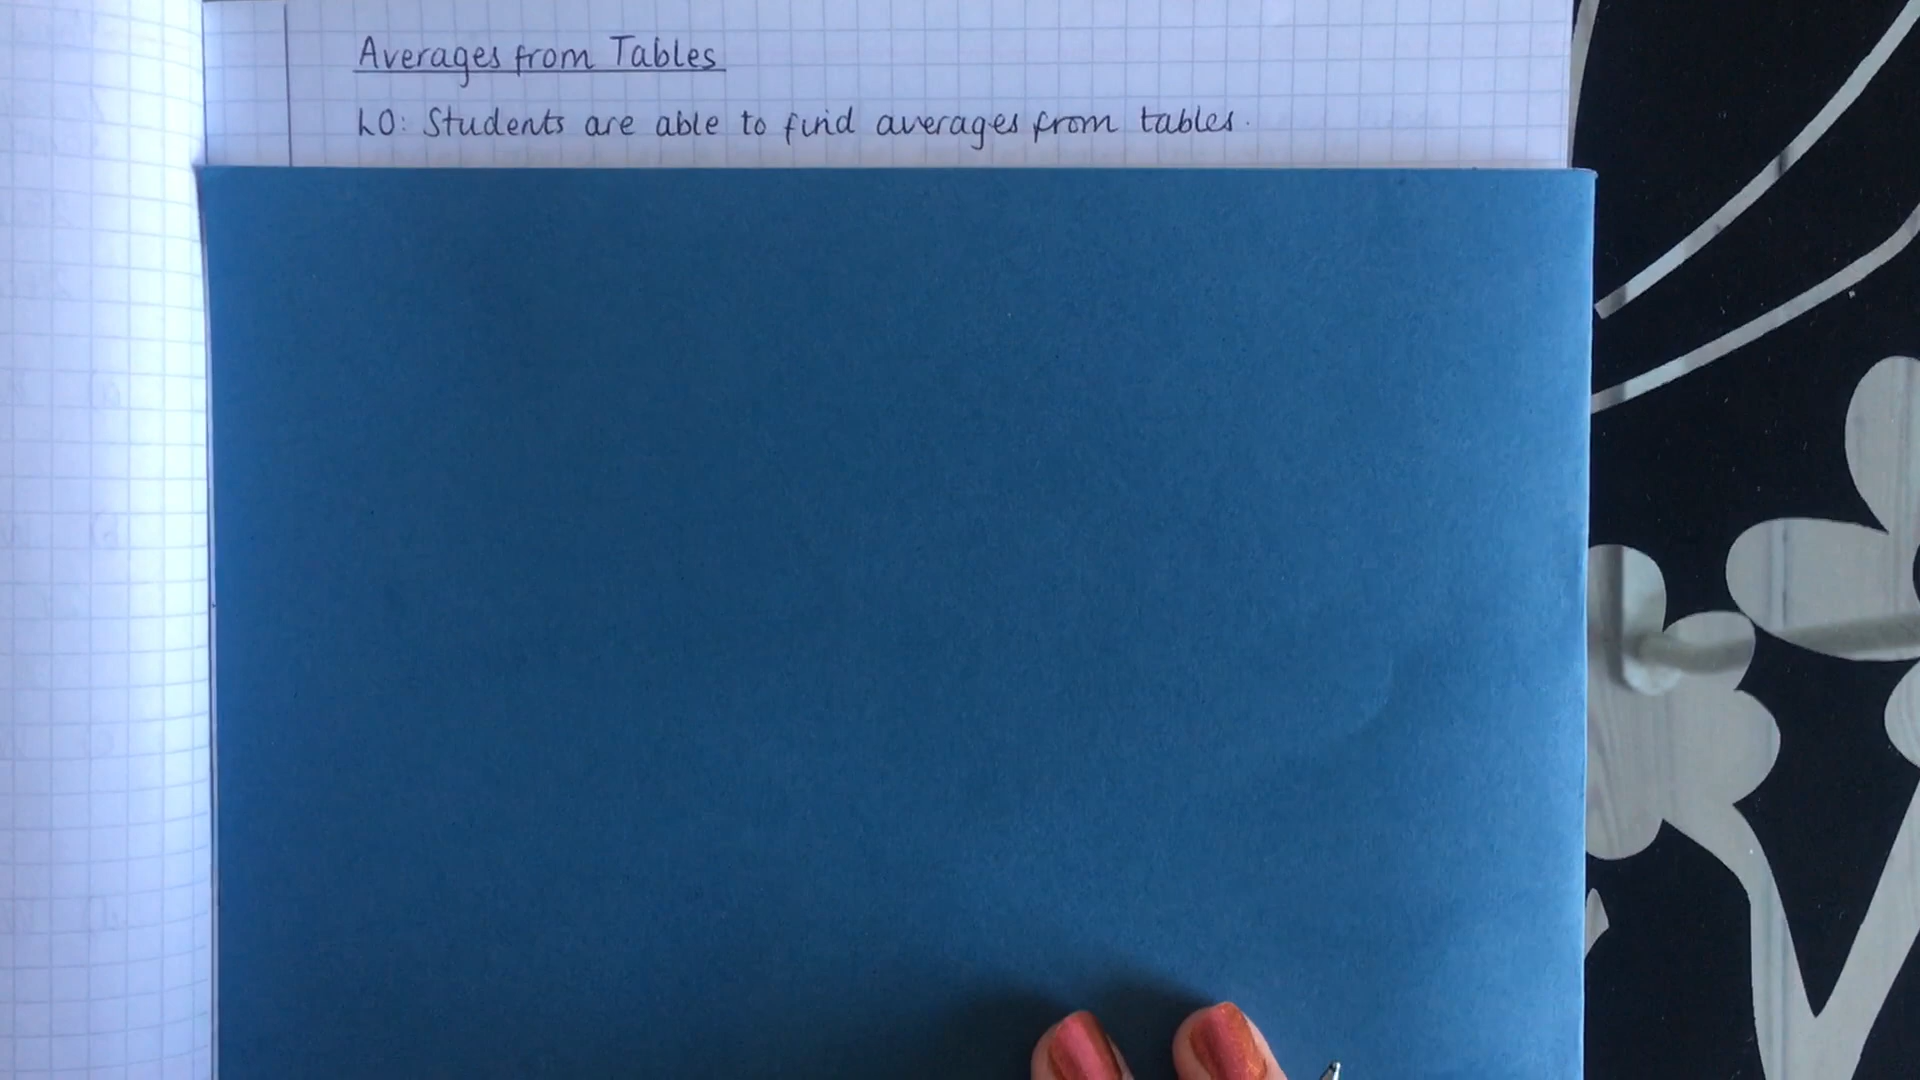 Averages from Tables
LO: Students are able to find averages from tables.